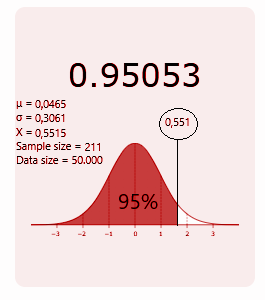 0.95053
μ = 0,0465
σ = 0,3061
X = 0,5515
Sample size = 211
Data size = 50.000
0,551
95%
−3 −2 −1 0 1 2 3